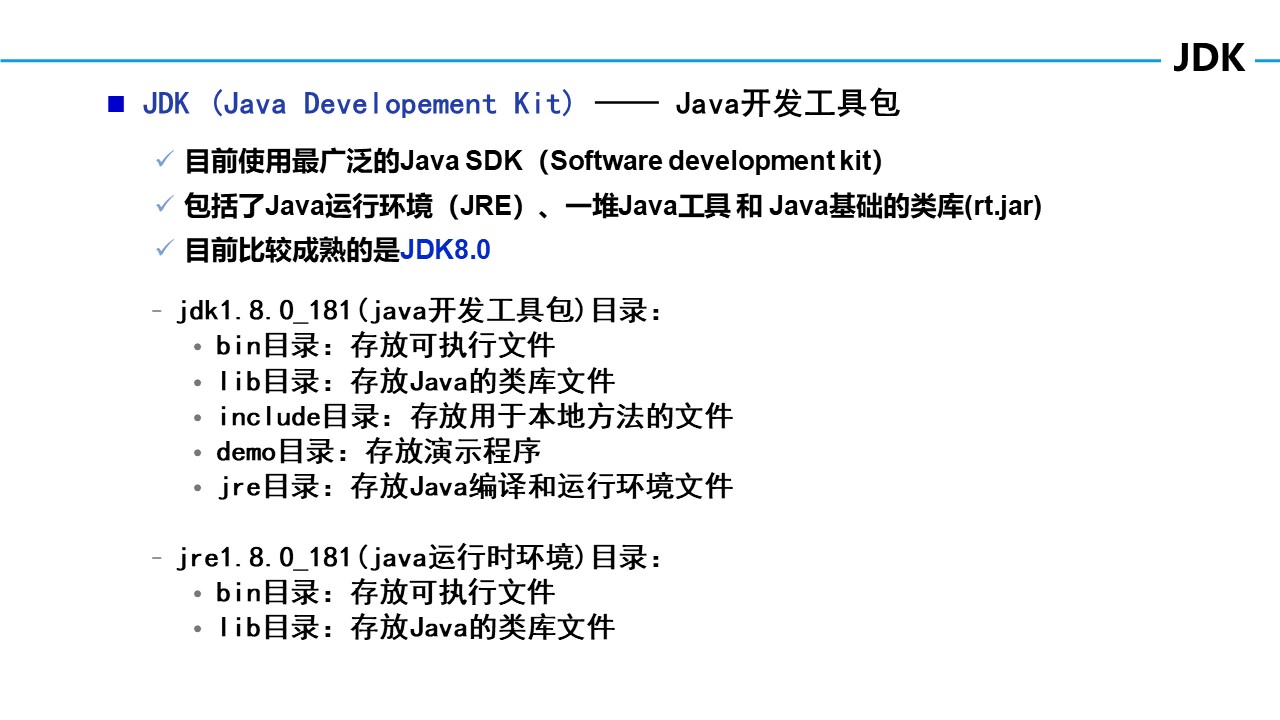 JDK
JDK (Java Developement Kit) —— Java开发工具包
目前使用最广泛的Java SDK（Software development kit）
包括了Java运行环境（JRE）、一堆Java工具 和 Java基础的类库(rt.jar)
目前比较成熟的是JDK8.0
– jdk1.8.0_181(java开发工具包)目录：
• bin目录：存放可执行文件
• lib目录：存放Java的类库文件
• include目录：存放用于本地方法的文件
• demo目录：存放演示程序
• jre目录：存放Java编译和运行环境文件
– jre1.8.0_181(java运行时环境)目录：
• bin目录：存放可执行文件
• lib目录：存放Java的类库文件